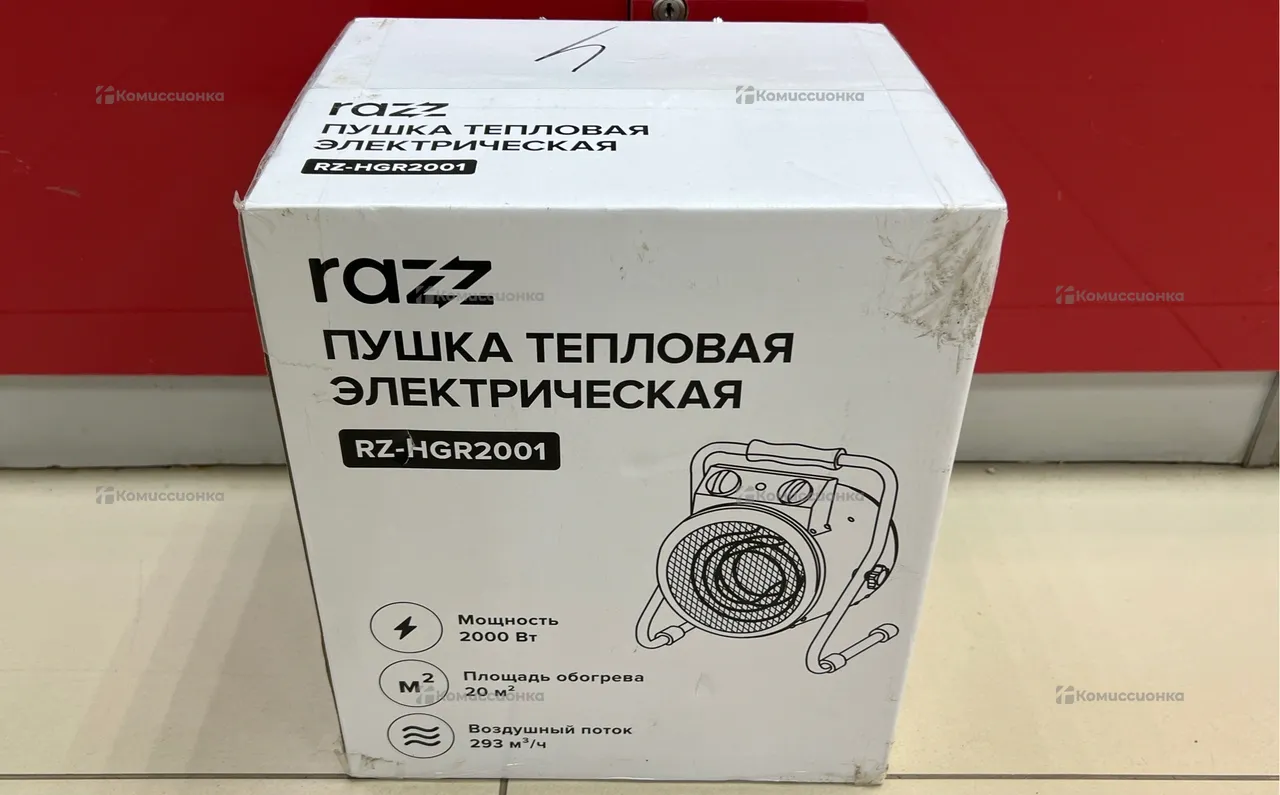 Комиссионка
Комиссионка
razz
ПУШКА ТЕПЛОВАЯ
ЭЛЕКТРИЧЕСКАЯ
RZ-HGR2001
razz
Комиссионка
Комиссионка
ПУШКА ТЕПЛОВАЯ
ЭЛЕКТРИЧЕСКАЯ
RZ-HGR2001
Комиссионка
Комиссионка
Мощность
2000 Вт
м²
Площадь обогрева
20 м²
Комиссионка
Комиссионка
Воздушный поток
293 м³/ч